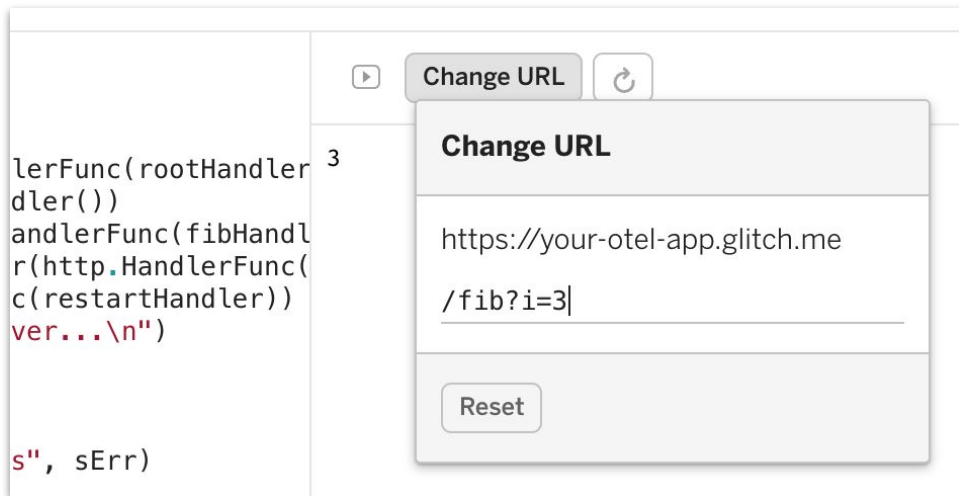 Change URL
lerFunc(rootHandler
dler())
andlerFunc(fibHandl
r(http.HandlerFunc(
c(restartHandler))
ver...\n")
s", sErr)
3
Change URL
https://your-otel-app.glitch.me
/fib?i=3
Reset